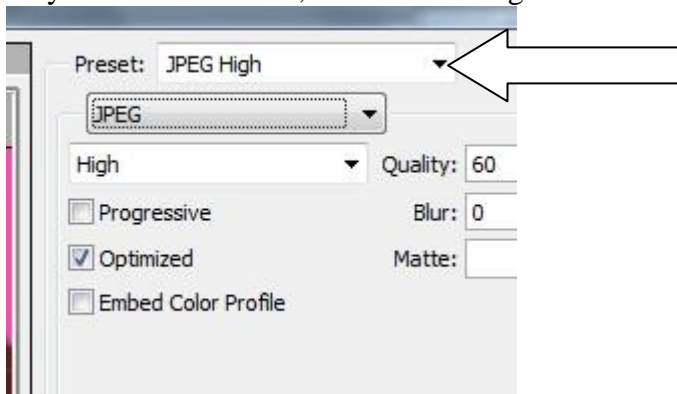 Preset: JPEG High
JPEG
High Quality: 60
Progressive Blur: 0
Optimized Matte:
Embed Color Profile